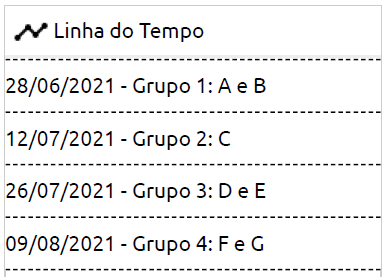 Linha do Tempo
28/06/2021 - Grupo 1: A e B
12/07/2021 - Grupo 2: C
26/07/2021 - Grupo 3: D e E
09/08/2021 - Grupo 4: F e G